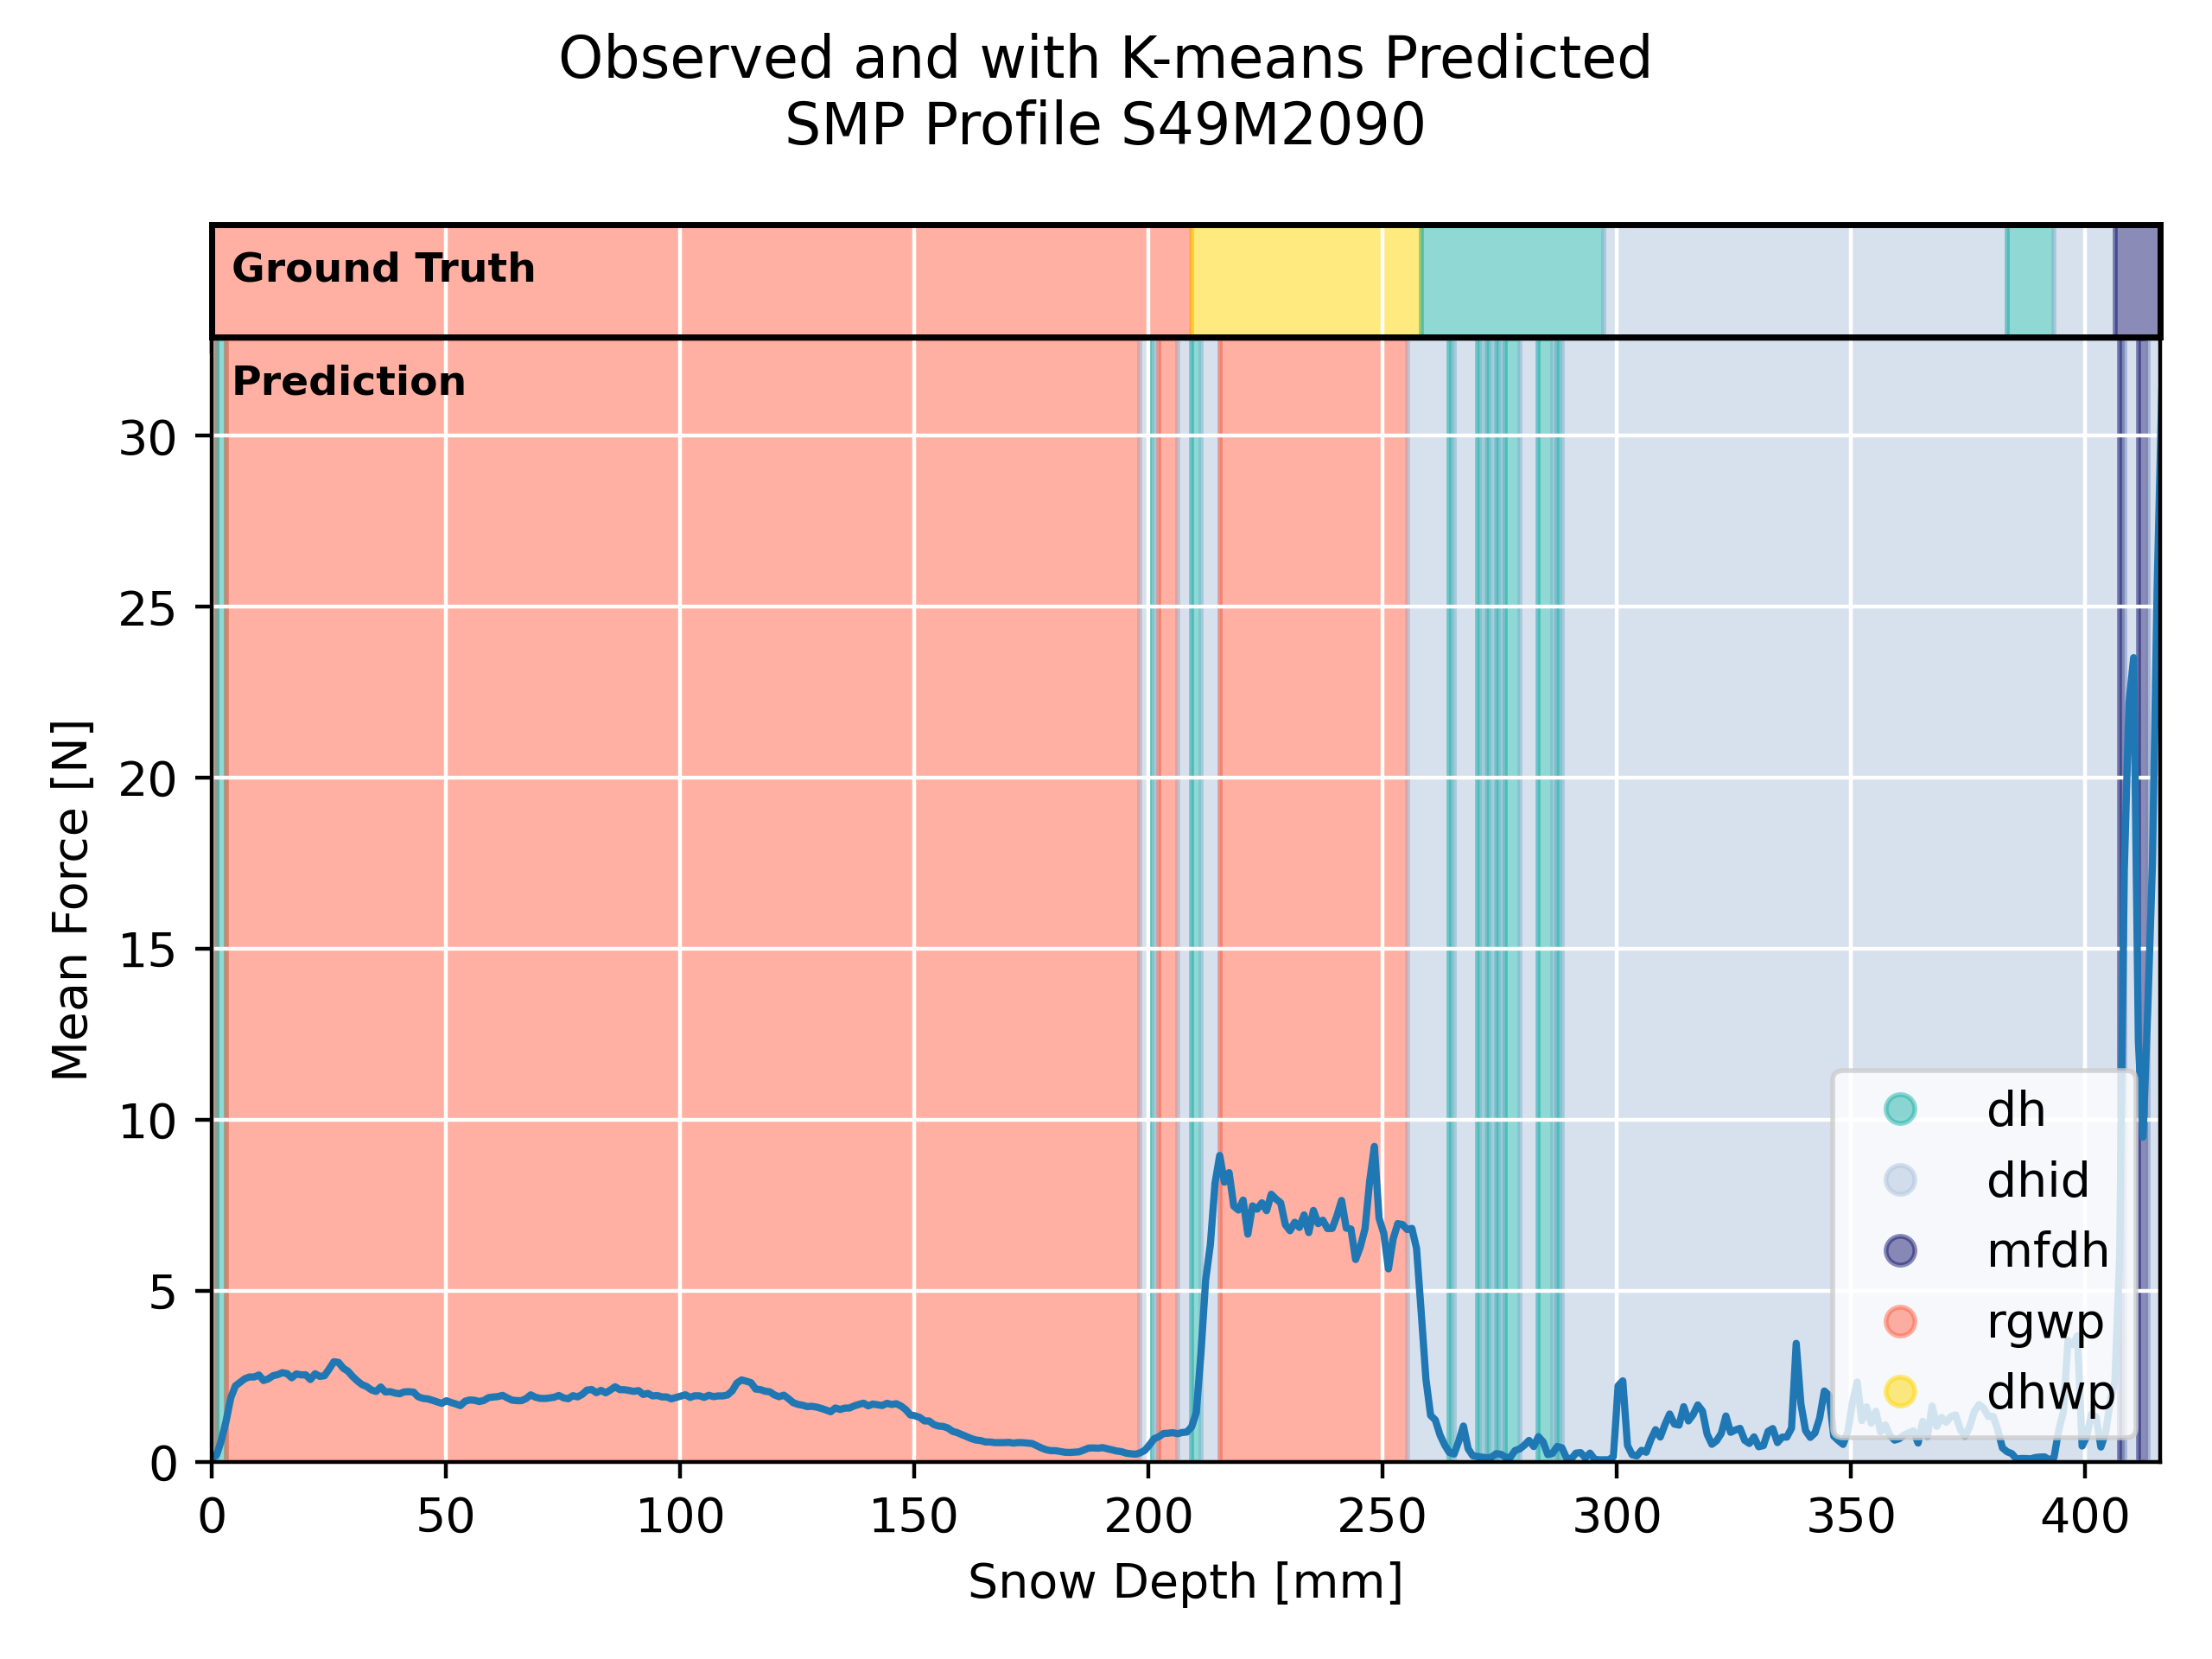 Observed and with K-means Predicted
SMP Profile S49M2090
Ground Truth
Prediction
30
25
20
15
10
5
0
Mean Force [N]
dh
dhid
mfdh
rgwp
dhwp
0 50 100 150 200 250 300 350 400
Snow Depth [mm]